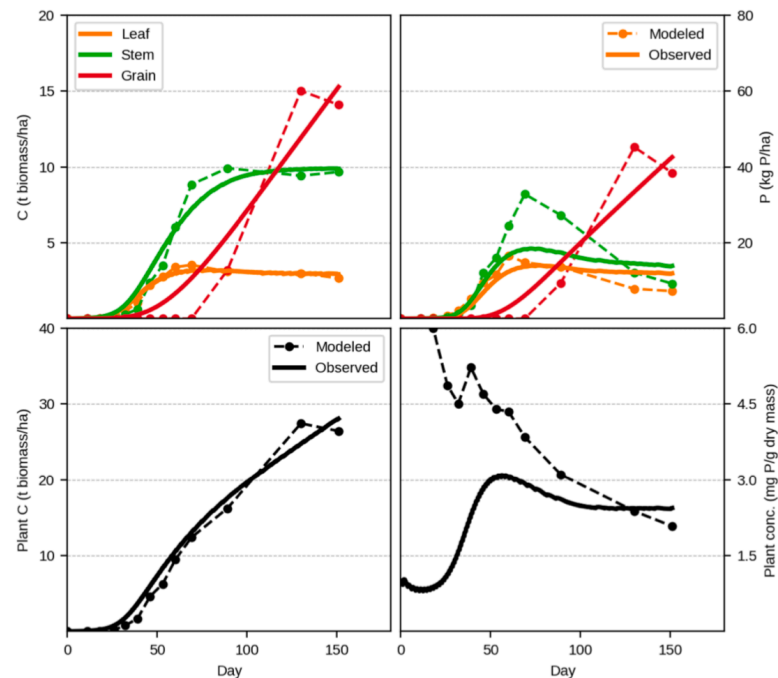 20
15
10
5
C (t biomass/ha)
Leaf
Stem
Grain
Modeled
Observed
80
60
40
20
P (kg P/ha)
40
30
20
10
Plant C (t biomass/ha)
Modeled
Observed
6.0
4.5
3.0
1.5
Plant conc. (mg P/g dry mass)
0 50 100 150
Day
0 50 100 150
Day